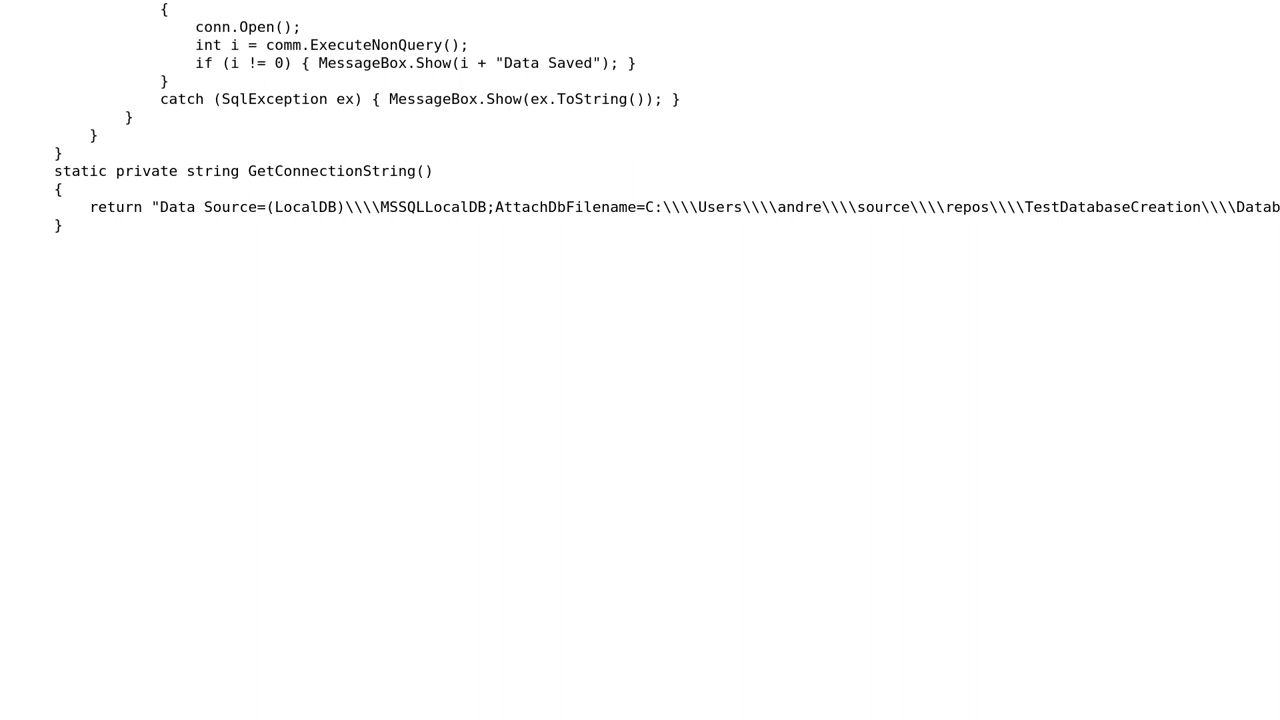 {
conn.Open();
int i = comm.ExecuteNonQuery();
if (i != 0) { MessageBox.Show(i + "Data Saved"); }
}
catch (SqlException ex) { MessageBox.Show(ex.ToString()); }
}
}
}
static private string GetConnectionString()
{
return "Data Source=(LocalDB)\\\\MSSQLLocalDB;AttachDbFilename=C:\\\\Users\\\\andre\\\\source\\\\repos\\\\TestDatabaseCreation\\\\Datab
}